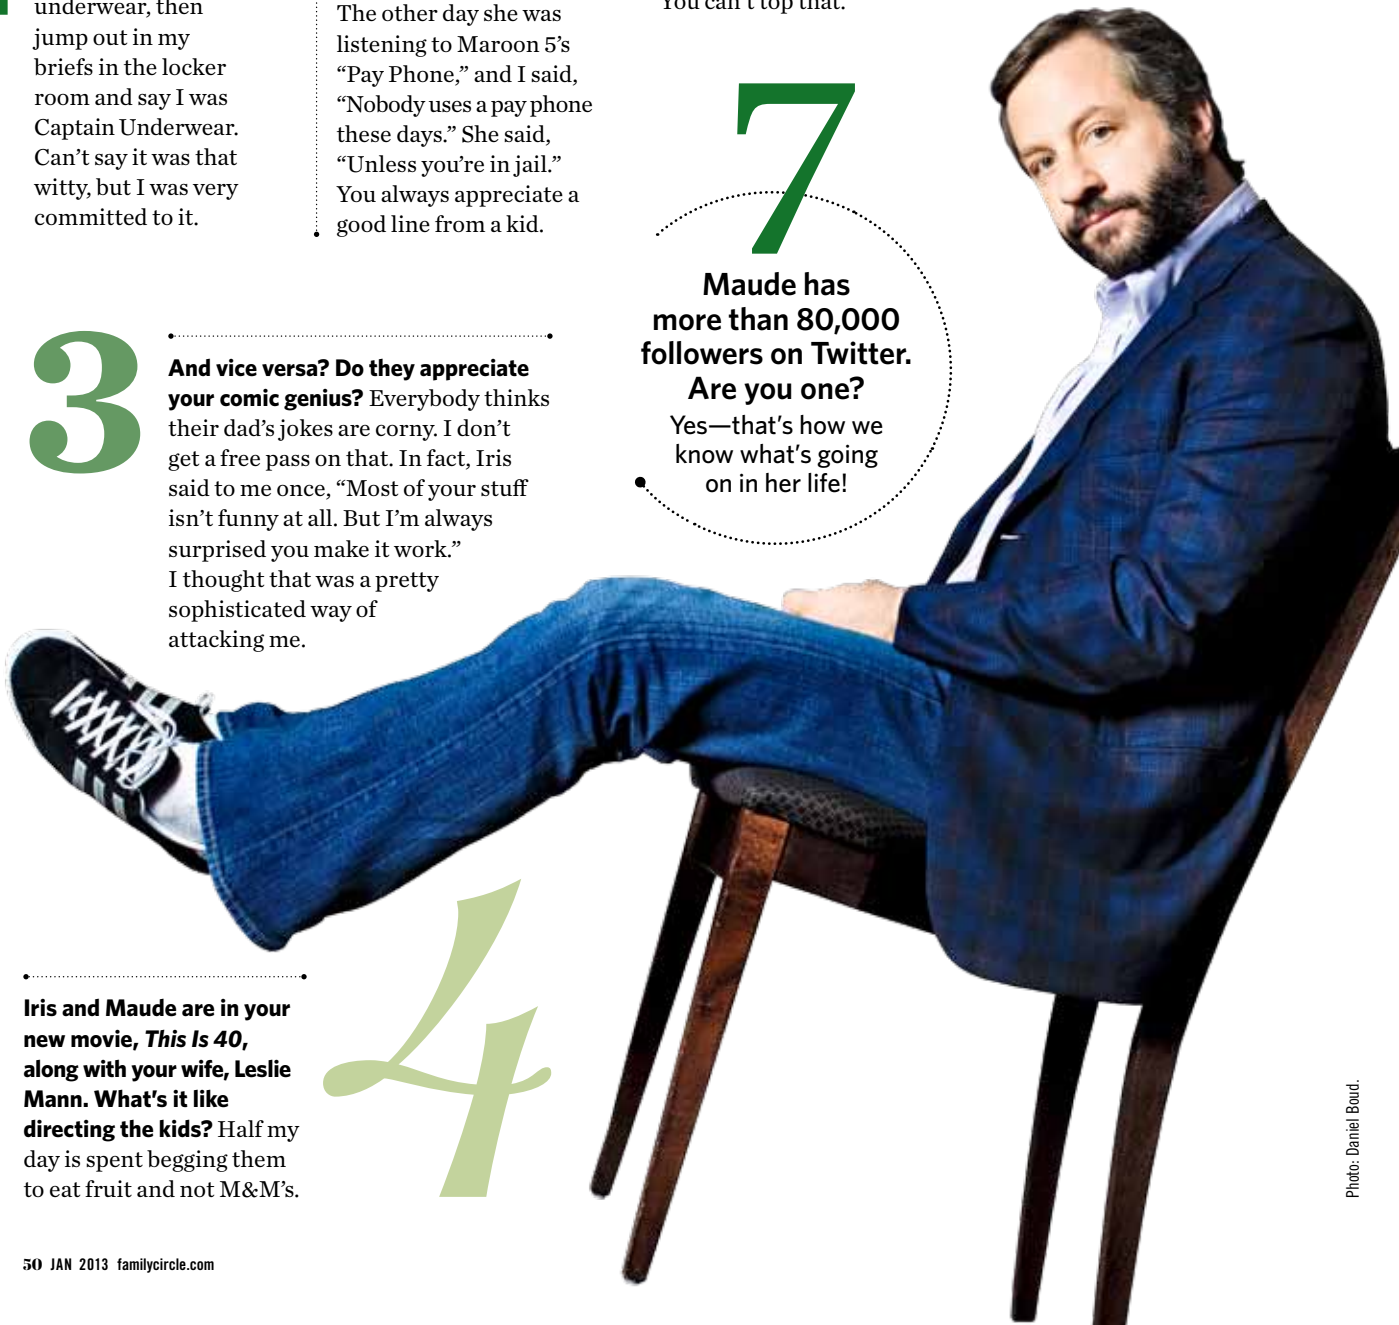 underwear, then
jump out in my
briefs in the locker
room and say I was
Captain Underwear.
Can’t say it was that
witty, but I was very
committed to it.
The other day she was
listening to Maroon 5’s
“Pay Phone,” and I said,
“Nobody uses a pay phone
these days.” She said,
“Unless you’re in jail.”
You always appreciate a
good line from a kid.
3
And vice versa? Do they appreciate
your comic genius? Everybody thinks
their dad’s jokes are corny. I don’t
get a free pass on that. In fact, Iris
said to me once, “Most of your stuff
isn’t funny at all. But I’m always
surprised you make it work.”
I thought that was a pretty
sophisticated way of
attacking me.
4
Iris and Maude are in your
new movie, This Is 40,
along with your wife, Leslie
Mann. What’s it like
directing the kids? Half my
day is spent begging them
to eat fruit and not M&M’s.
You can’t top that.
7
Maude has
more than 80,000
followers on Twitter.
Are you one?
Yes—that’s how we
know what’s going
on in her life!
Photo: Daniel Boud.
50 JAN 2013 familycircle.com